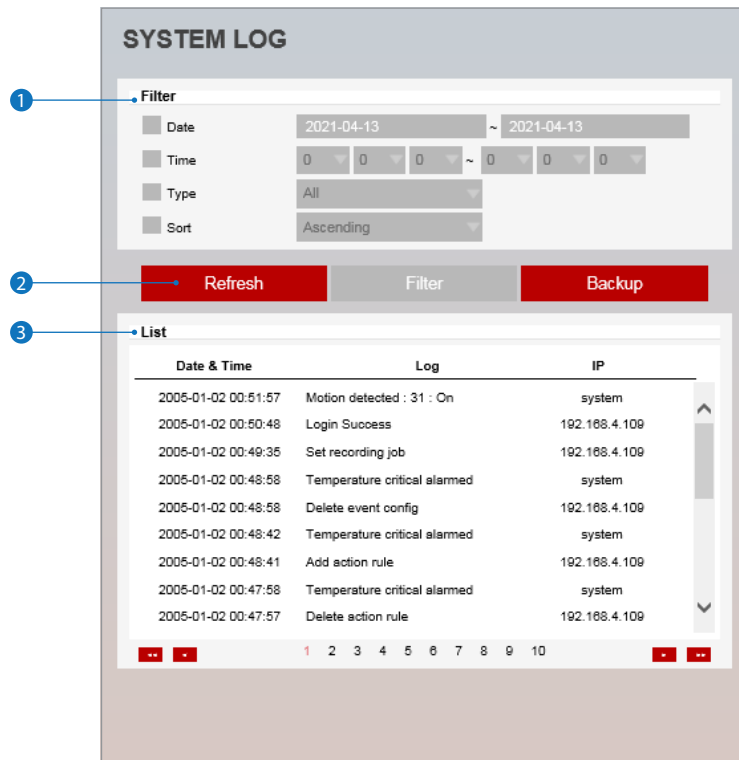 SYSTEM LOG
1
Filter
Date 2021-04-13 ~ 2021-04-13
Time 0 0 0 ~ 0 0 0
Type All
Sort Ascending
2
Refresh Filter Backup
3
List
Date & Time Log IP
2005-01-02 00:51:57 Motion detected : 31 : On system
2005-01-02 00:50:48 Login Success 192.168.4.109
2005-01-02 00:49:35 Set recording job 192.168.4.109
2005-01-02 00:48:58 Temperature critical alarmed system
2005-01-02 00:48:58 Delete event config 192.168.4.109
2005-01-02 00:48:42 Temperature critical alarmed system
2005-01-02 00:48:41 Add action rule 192.168.4.109
2005-01-02 00:47:58 Temperature critical alarmed system
2005-01-02 00:47:57 Delete action rule 192.168.4.109
1 2 3 4 5 6 7 8 9 10